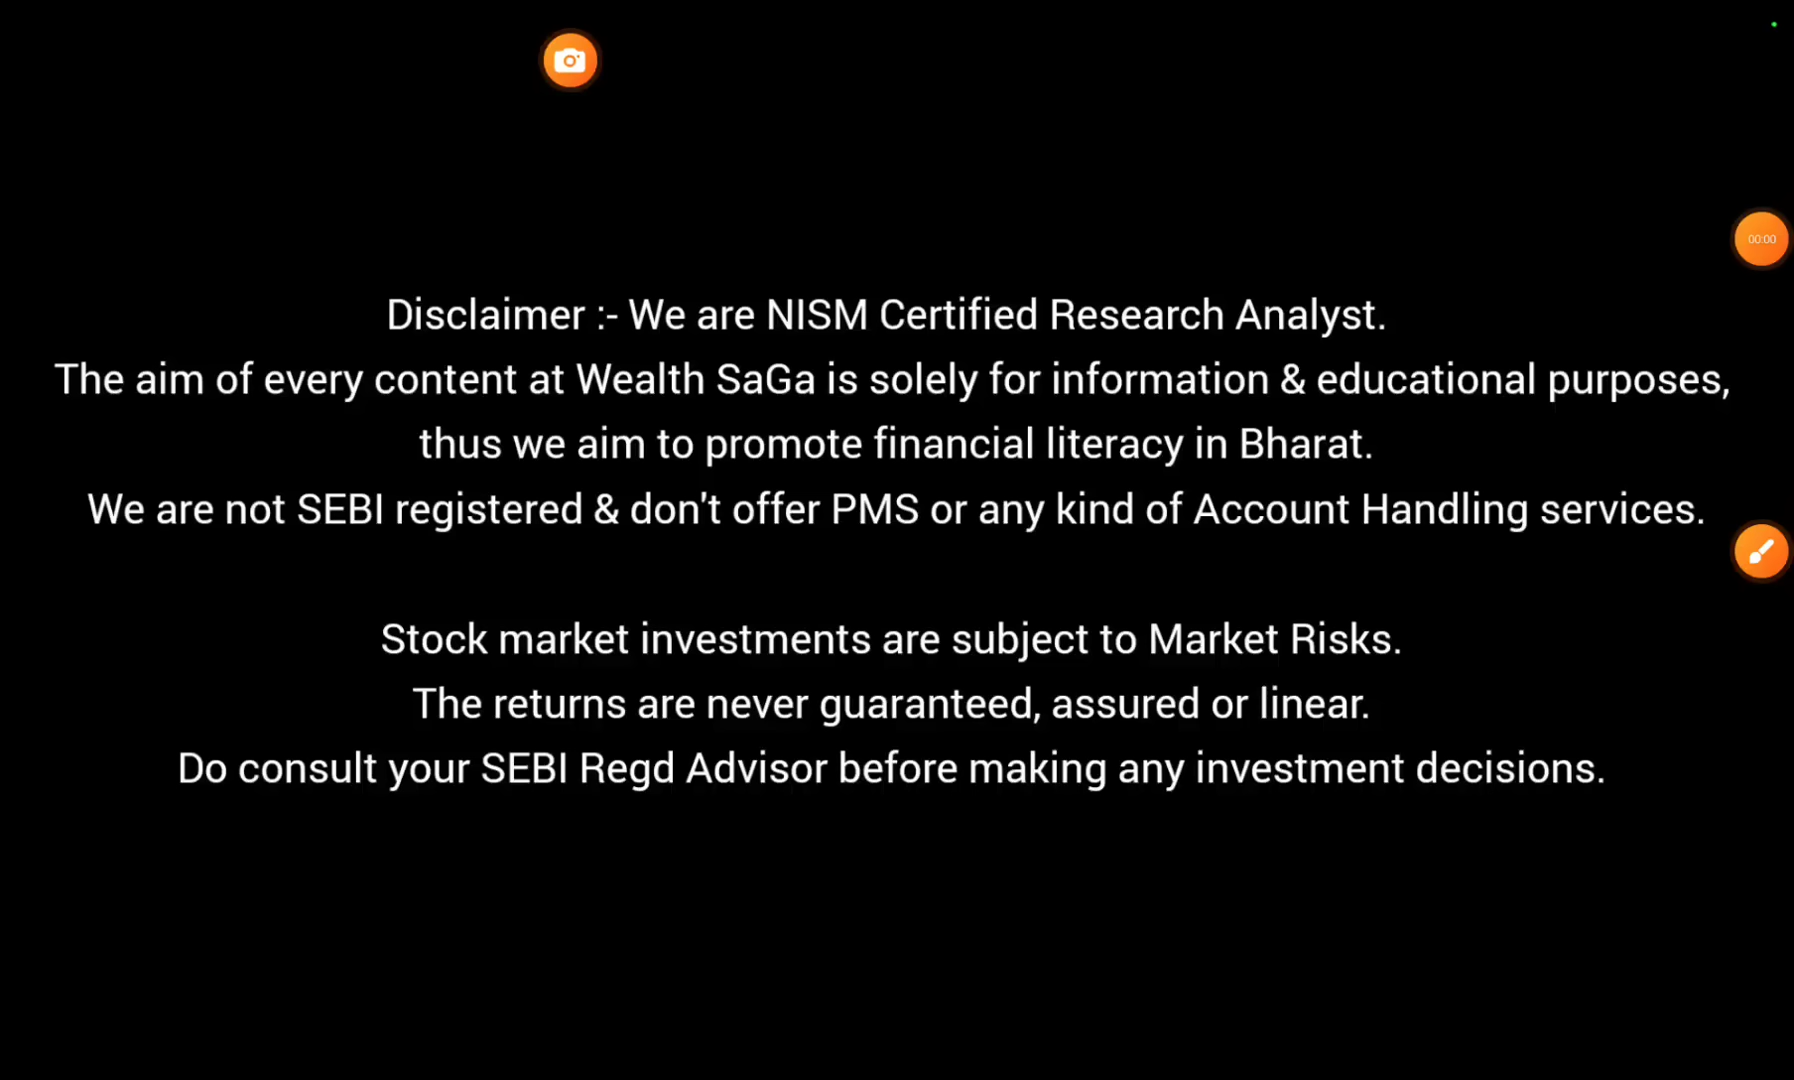 00:00
Disclaimer :- We are NISM Certified Research Analyst.
The aim of every content at Wealth SaGa is solely for information & educational purposes,
thus we aim to promote financial literacy in Bharat.
We are not SEBI registered & don't offer PMS or any kind of Account Handling services.
Stock market investments are subject to Market Risks.
The returns are never guaranteed, assured or linear.
Do consult your SEBI Regd Advisor before making any investment decisions.